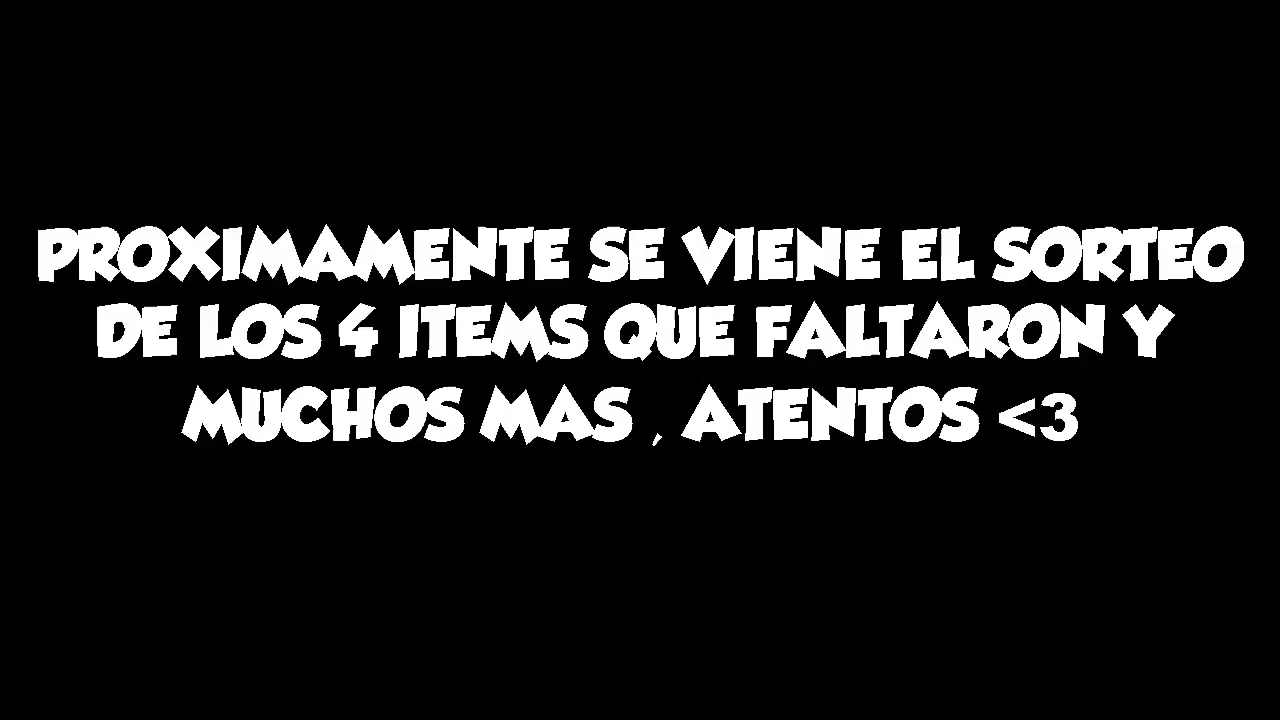 PROXIMAMENTE SE VIENE EL SORTEO
DE LOS 4 ITEMS QUE FALTARON Y
MUCHOS MAS , ATENTOS <3